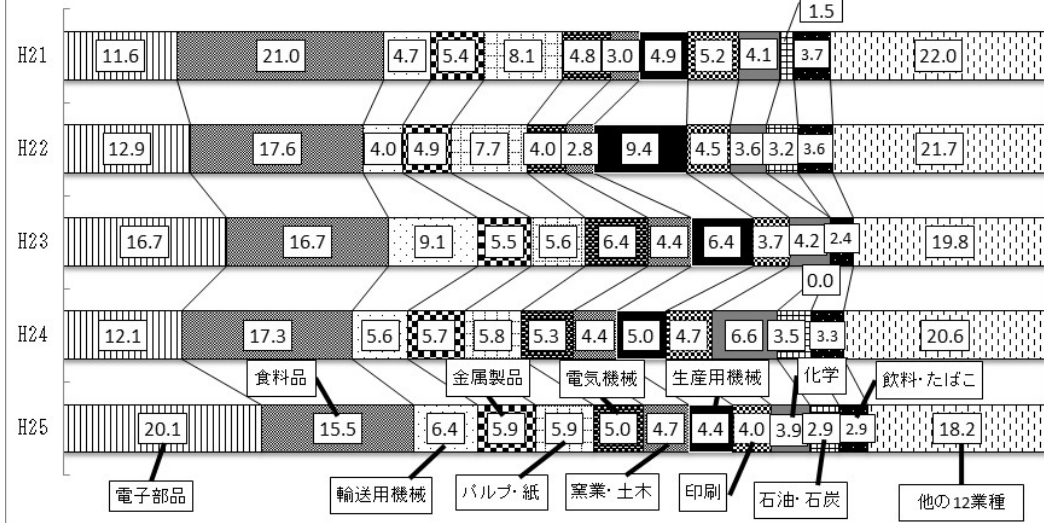 1.5
H21 11.6 21.0 4.7 5.4 8.1 4.8 3.0 4.9 5.2 4.1 3.7 22.0
H22 12.9 17.6 4.0 4.9 7.7 4.0 2.8 9.4 4.5 3.6 3.2 3.6 21.7
H23 16.7 16.7 9.1 5.5 5.6 6.4 4.4 6.4 3.7 4.2 2.4 19.8
0.0
H24 12.1 17.3 5.6 5.7 5.8 5.3 4.4 5.0 4.7 6.6 3.5 3.3 20.6
食料品 金属製品 電気機械 生産用機械 化学 飲料・たばこ
H25 20.1 15.5 6.4 5.9 5.9 5.0 4.7 4.4 4.0 3.9 2.9 2.9 18.2
電子部品 輸送用機械 パルプ・紙 窯業・土木 印刷 石油・石炭 他の12業種